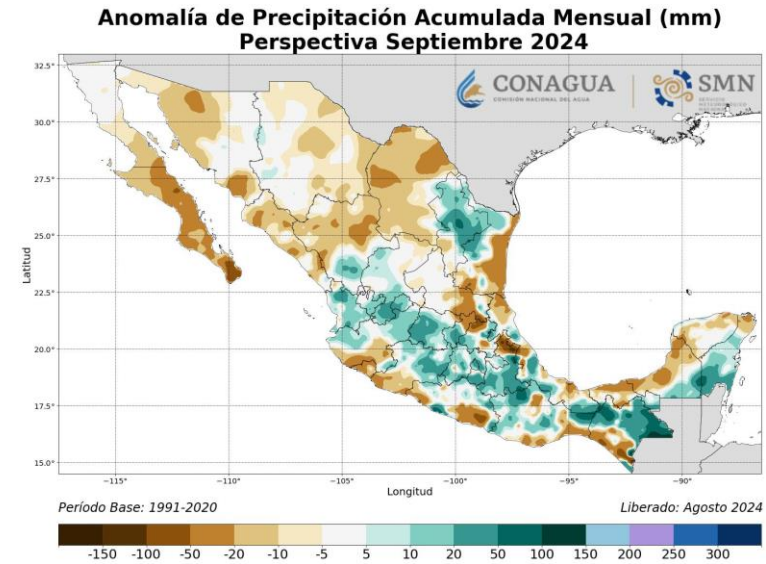 Anomalía de Precipitación Acumulada Mensual (mm)
Perspectiva Septiembre 2024
CONAGUA
COMISIÓN NACIONAL DEL AGUA
SMN
SERVICIO
METEOROLÓGICO
NACIONAL
32.5°
30.0°
27.5°
25.0°
22.5°
20.0°
17.5°
15.0°
Latitud
−115° −110° −105° −100° −95° −90°
Longitud
Período Base: 1991-2020 Liberado: Agosto 2024
-150 -100 -50 -20 -10 -5 5 10 20 50 100 150 200 250 300